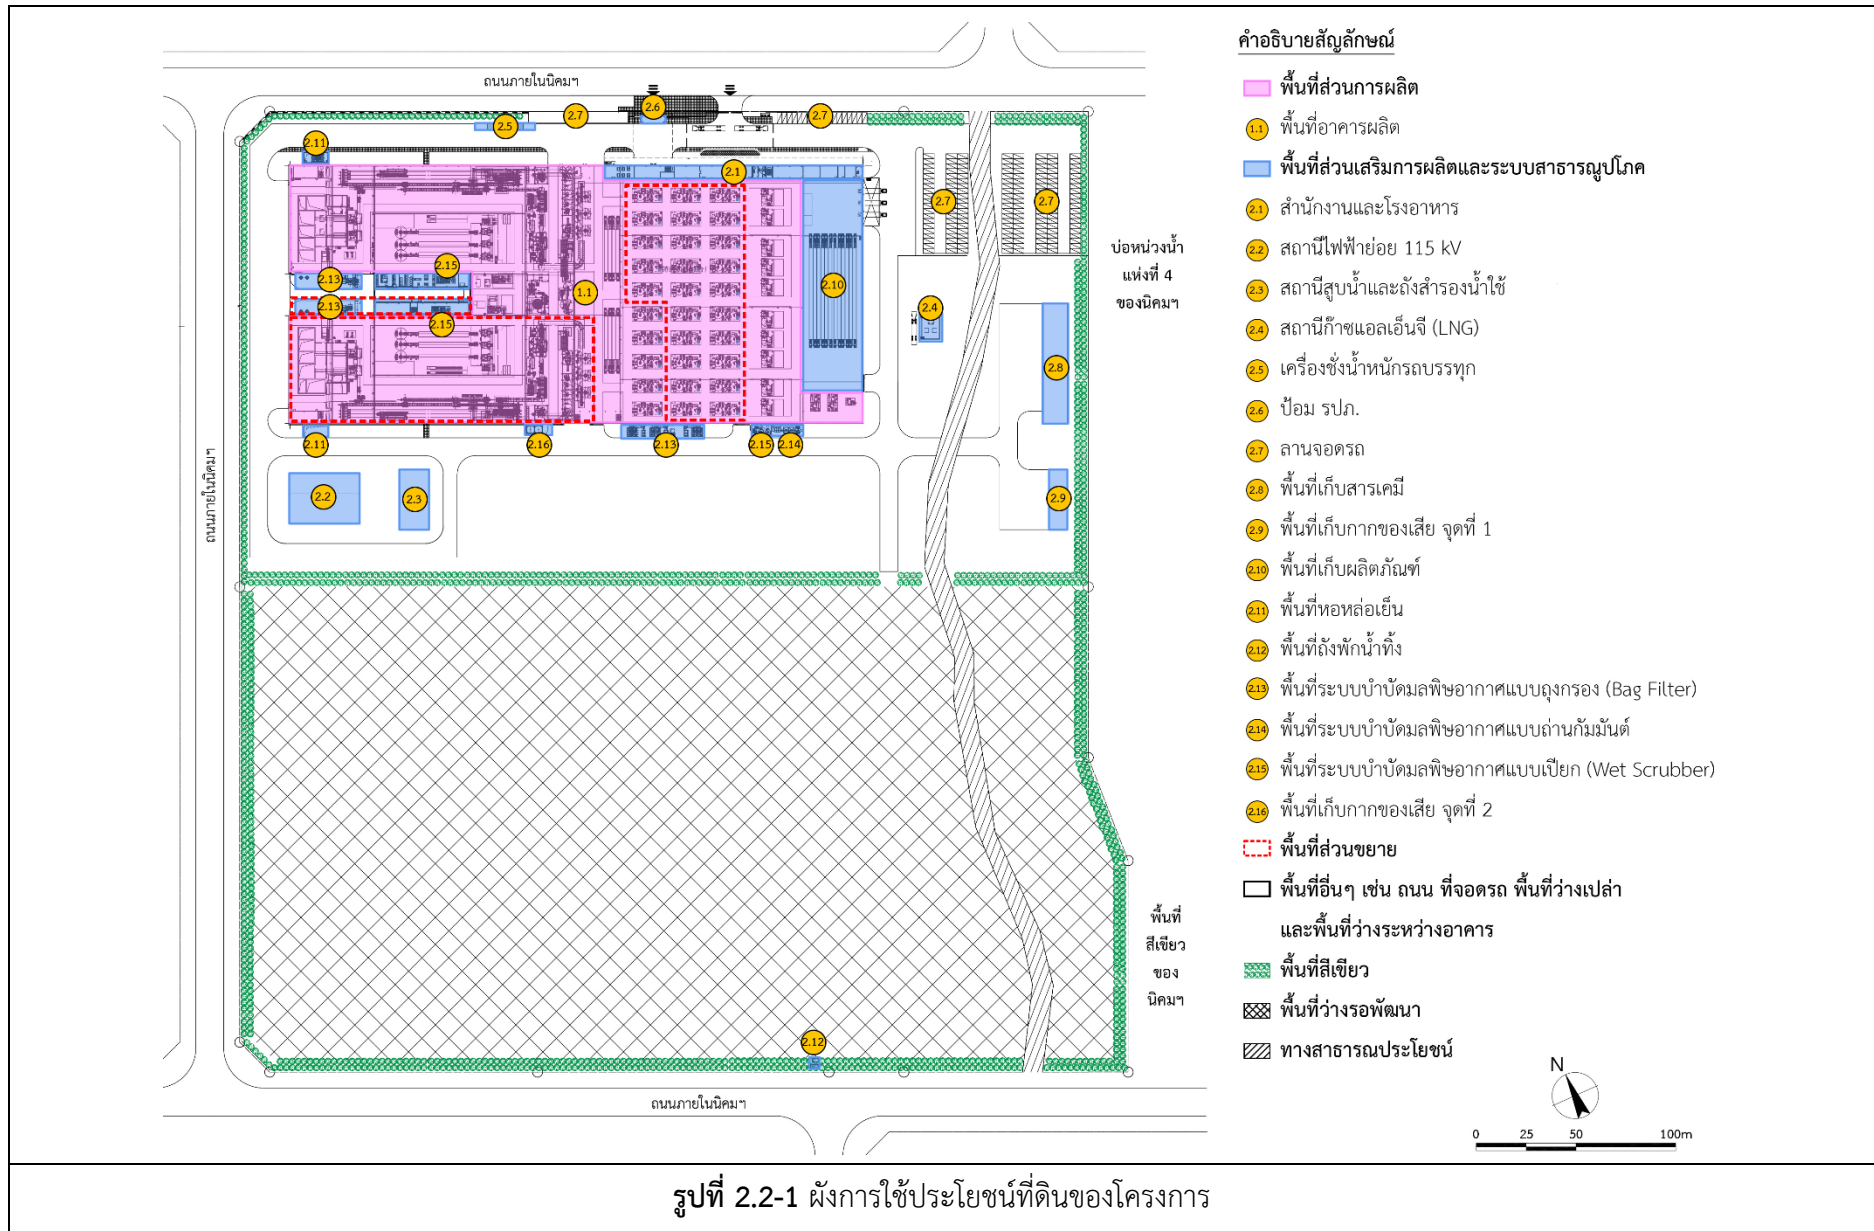 ถนนภายในนิคมฯ
2.6
2.7
2.7
2.5
2.11
2.1
2.7
2.7
บ่อหน่วงน้ำ
แห่งที่ 4
ของนิคมฯ
2.15
2.13
1.1
2.10
2.13
2.15
2.4
2.8
2.11
2.16
2.13
2.15
2.14
2.2
2.3
2.9
ถนนภายในนิคมฯ
พื้นที่
สีเขียว
ของ
นิคมฯ
2.12
ถนนภายในนิคมฯ
คำอธิบายสัญลักษณ์
พื้นที่ส่วนการผลิต
1.1 พื้นที่อาคารผลิต
พื้นที่ส่วนเสริมการผลิตและระบบสาธารณูปโภค
2.1 สำนักงานและโรงอาหาร
2.2 สถานีไฟฟ้าย่อย 115 kV
2.3 สถานีสูบน้ำและถังสำรองน้ำใช้
2.4 สถานีก๊าซแอลเอ็นจี (LNG)
2.5 เครื่องชั่งน้ำหนักรถบรรทุก
2.6 ป้อม รปภ.
2.7 ลานจอดรถ
2.8 พื้นที่เก็บสารเคมี
2.9 พื้นที่เก็บกากของเสีย จุดที่ 1
2.10 พื้นที่เก็บผลิตภัณฑ์
2.11 พื้นที่หอหล่อเย็น
2.12 พื้นที่ถังพักน้ำทิ้ง
2.13 พื้นที่ระบบบำบัดมลพิษอากาศแบบถุงกรอง (Bag Filter)
2.14 พื้นที่ระบบบำบัดมลพิษอากาศแบบถ่านกัมมันต์
2.15 พื้นที่ระบบบำบัดมลพิษอากาศแบบเปียก (Wet Scrubber)
2.16 พื้นที่เก็บกากของเสีย จุดที่ 2
พื้นที่ส่วนขยาย
พื้นที่อื่นๆ เช่น ถนน ที่จอดรถ พื้นที่ว่างเปล่า
และพื้นที่ว่างระหว่างอาคาร
พื้นที่สีเขียว
พื้นที่ว่างรอพัฒนา
ทางสาธารณประโยชน์
N
0 25 50 100m
รูปที่ 2.2-1 ผังการใช้ประโยชน์ที่ดินของโครงการ